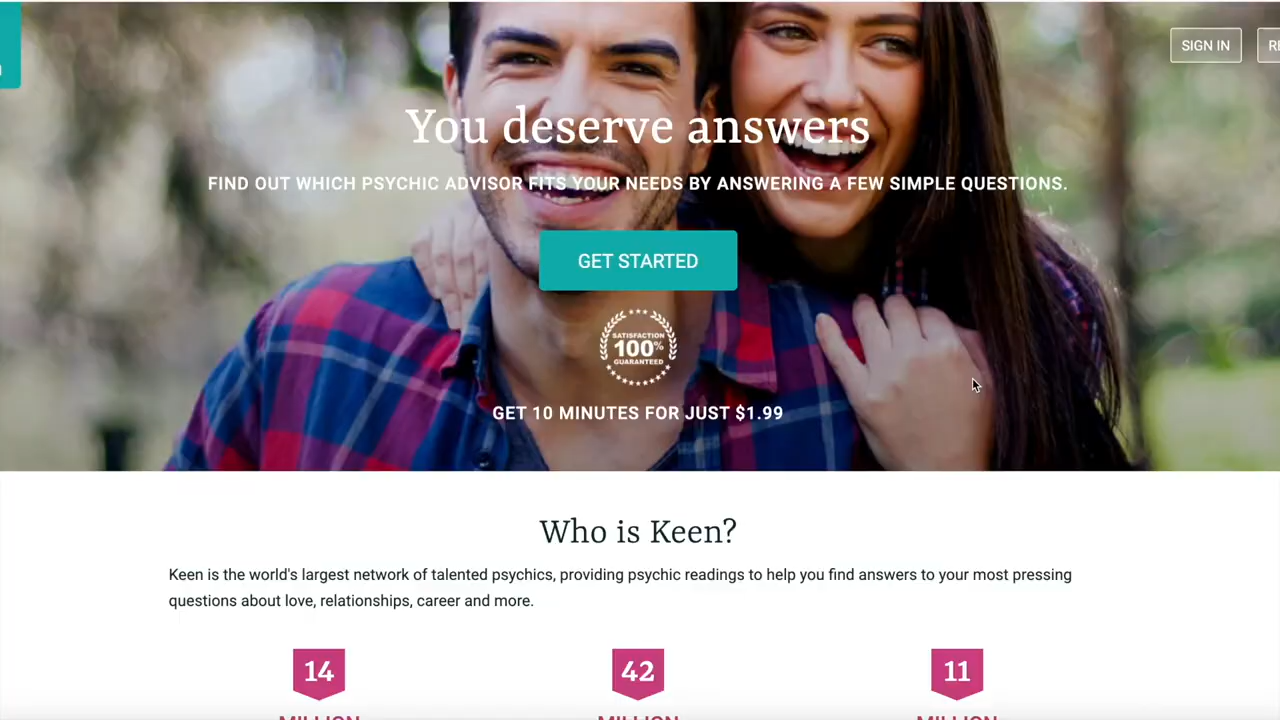 SIGN IN
You deserve answers
FIND OUT WHICH PSYCHIC ADVISOR FITS YOUR NEEDS BY ANSWERING A FEW SIMPLE QUESTIONS.
GET STARTED
SATISFACTION
100%
GUARANTEED
GET 10 MINUTES FOR JUST $1.99
Who is Keen?
Keen is the world's largest network of talented psychics, providing psychic readings to help you find answers to your most pressing
questions about love, relationships, career and more.
14 42 11
MILLION MILLION MILLION